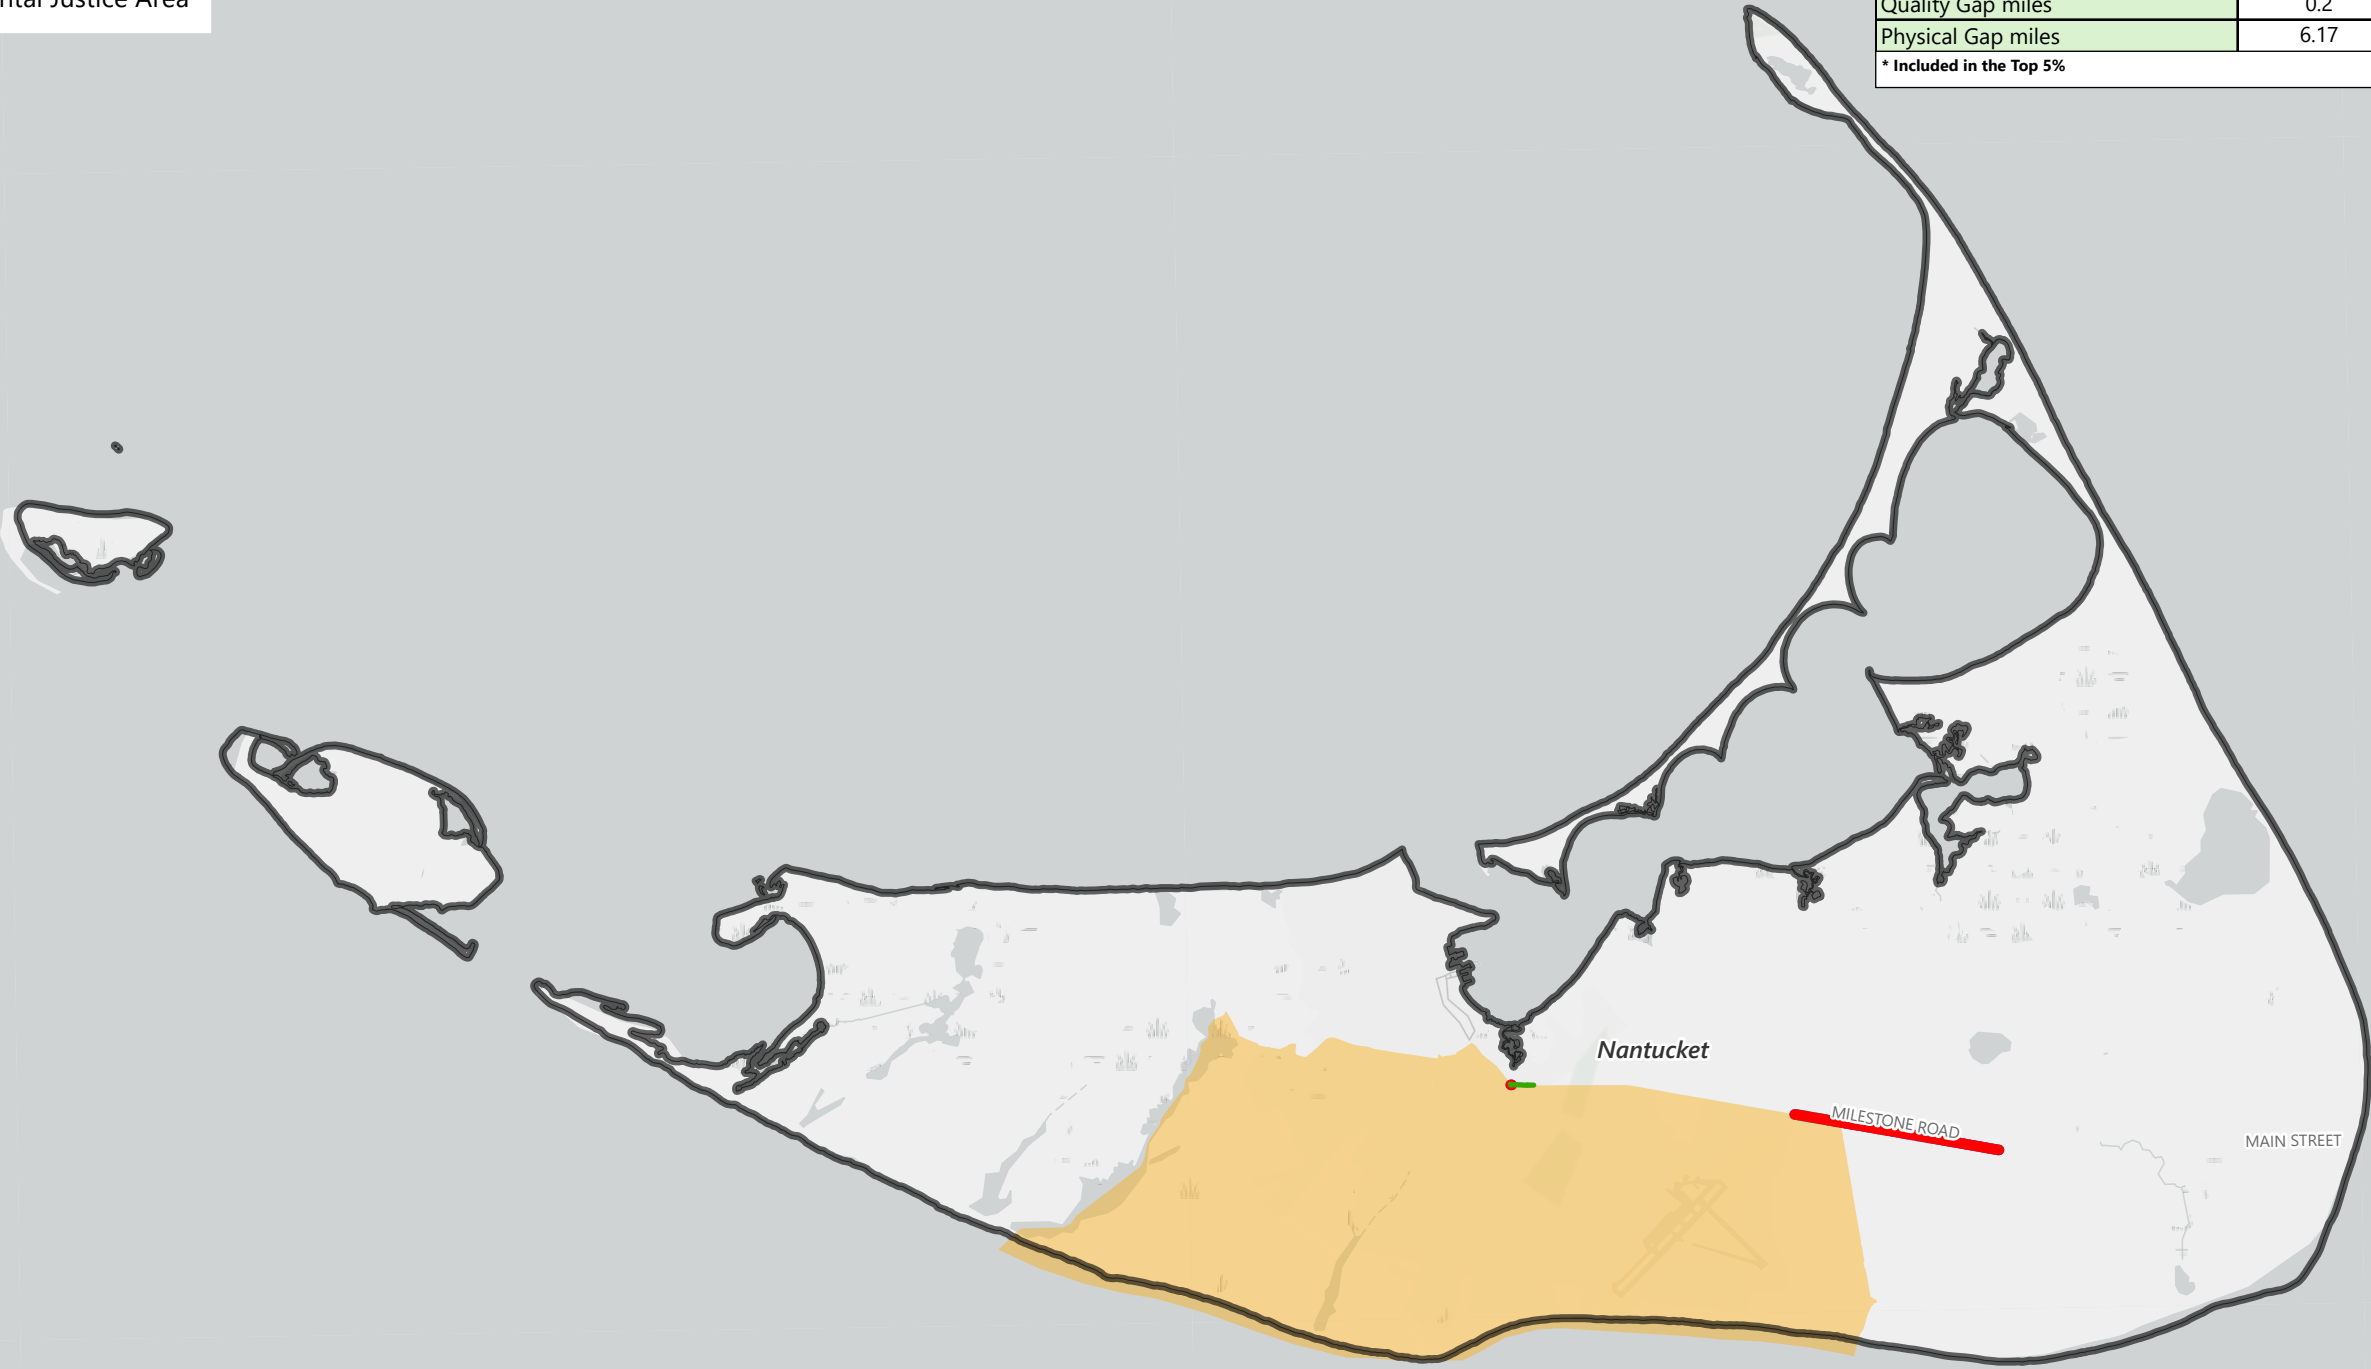 ntal Justice Area
Quality Gap miles 0.2
Physical Gap miles 6.17
* Included in the Top 5%
Nantucket
MILESTONE ROAD
MAIN STREET